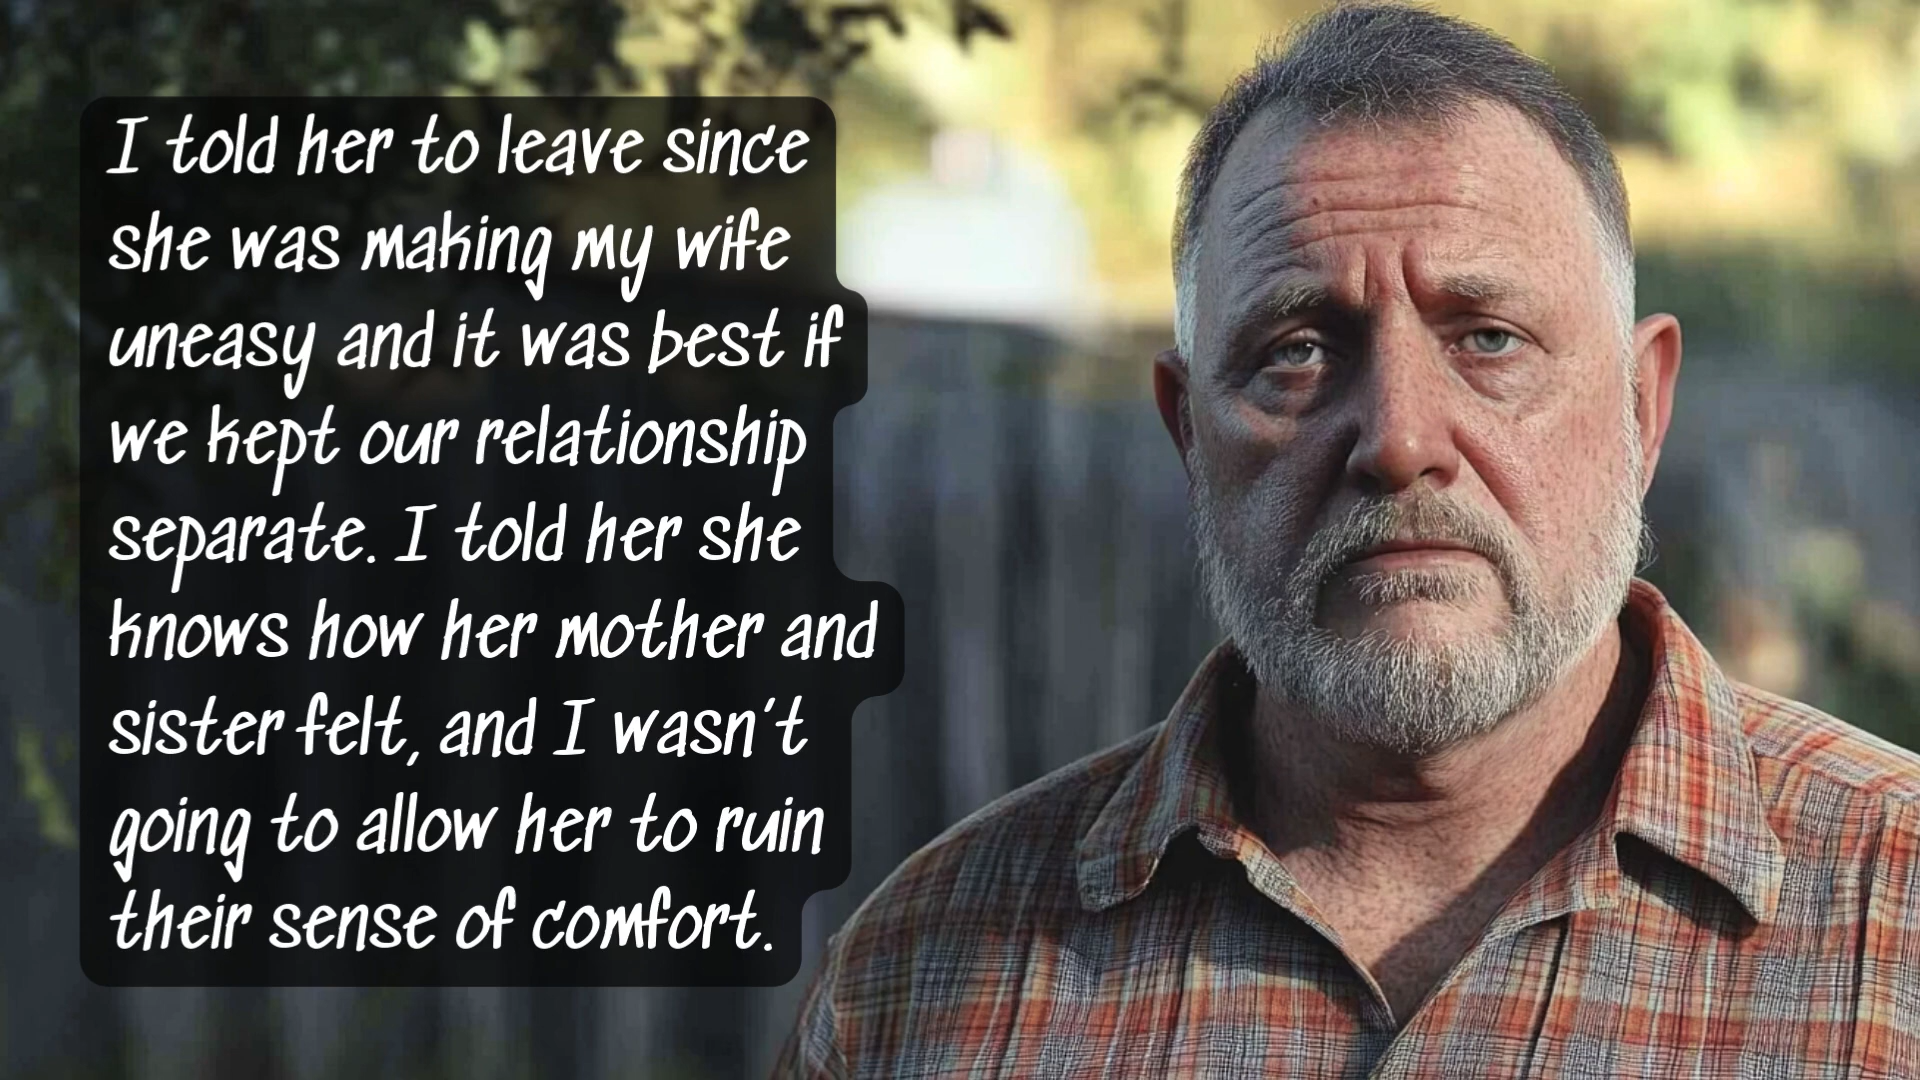 I told her to leave since
she was making my wife
uneasy and it was best if
we kept our relationship
separate. I told her she
knows how her mother and
sister felt, and I wasn't
going to allow her to ruin
their sense of comfort.